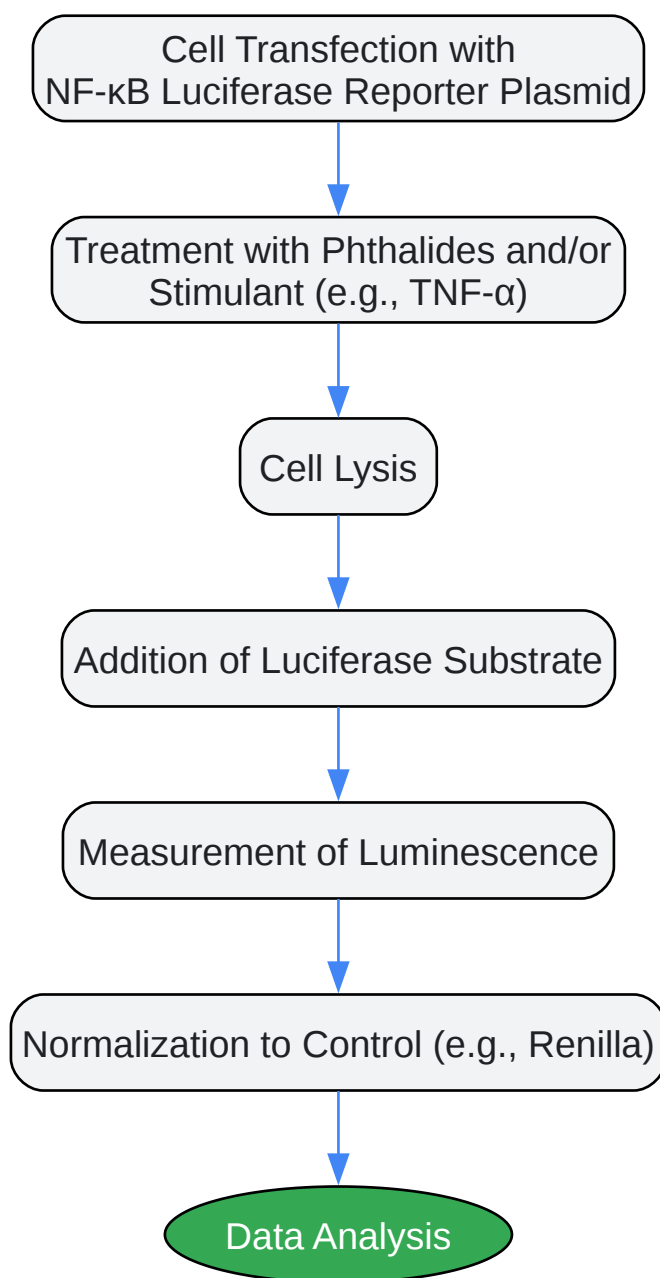 Cell Transfection with
NF-κB Luciferase Reporter Plasmid
Treatment with Phthalides and/or
Stimulant (e.g., TNF-α)
Cell Lysis
Addition of Luciferase Substrate
Measurement of Luminescence
Normalization to Control (e.g., Renilla)
Data Analysis